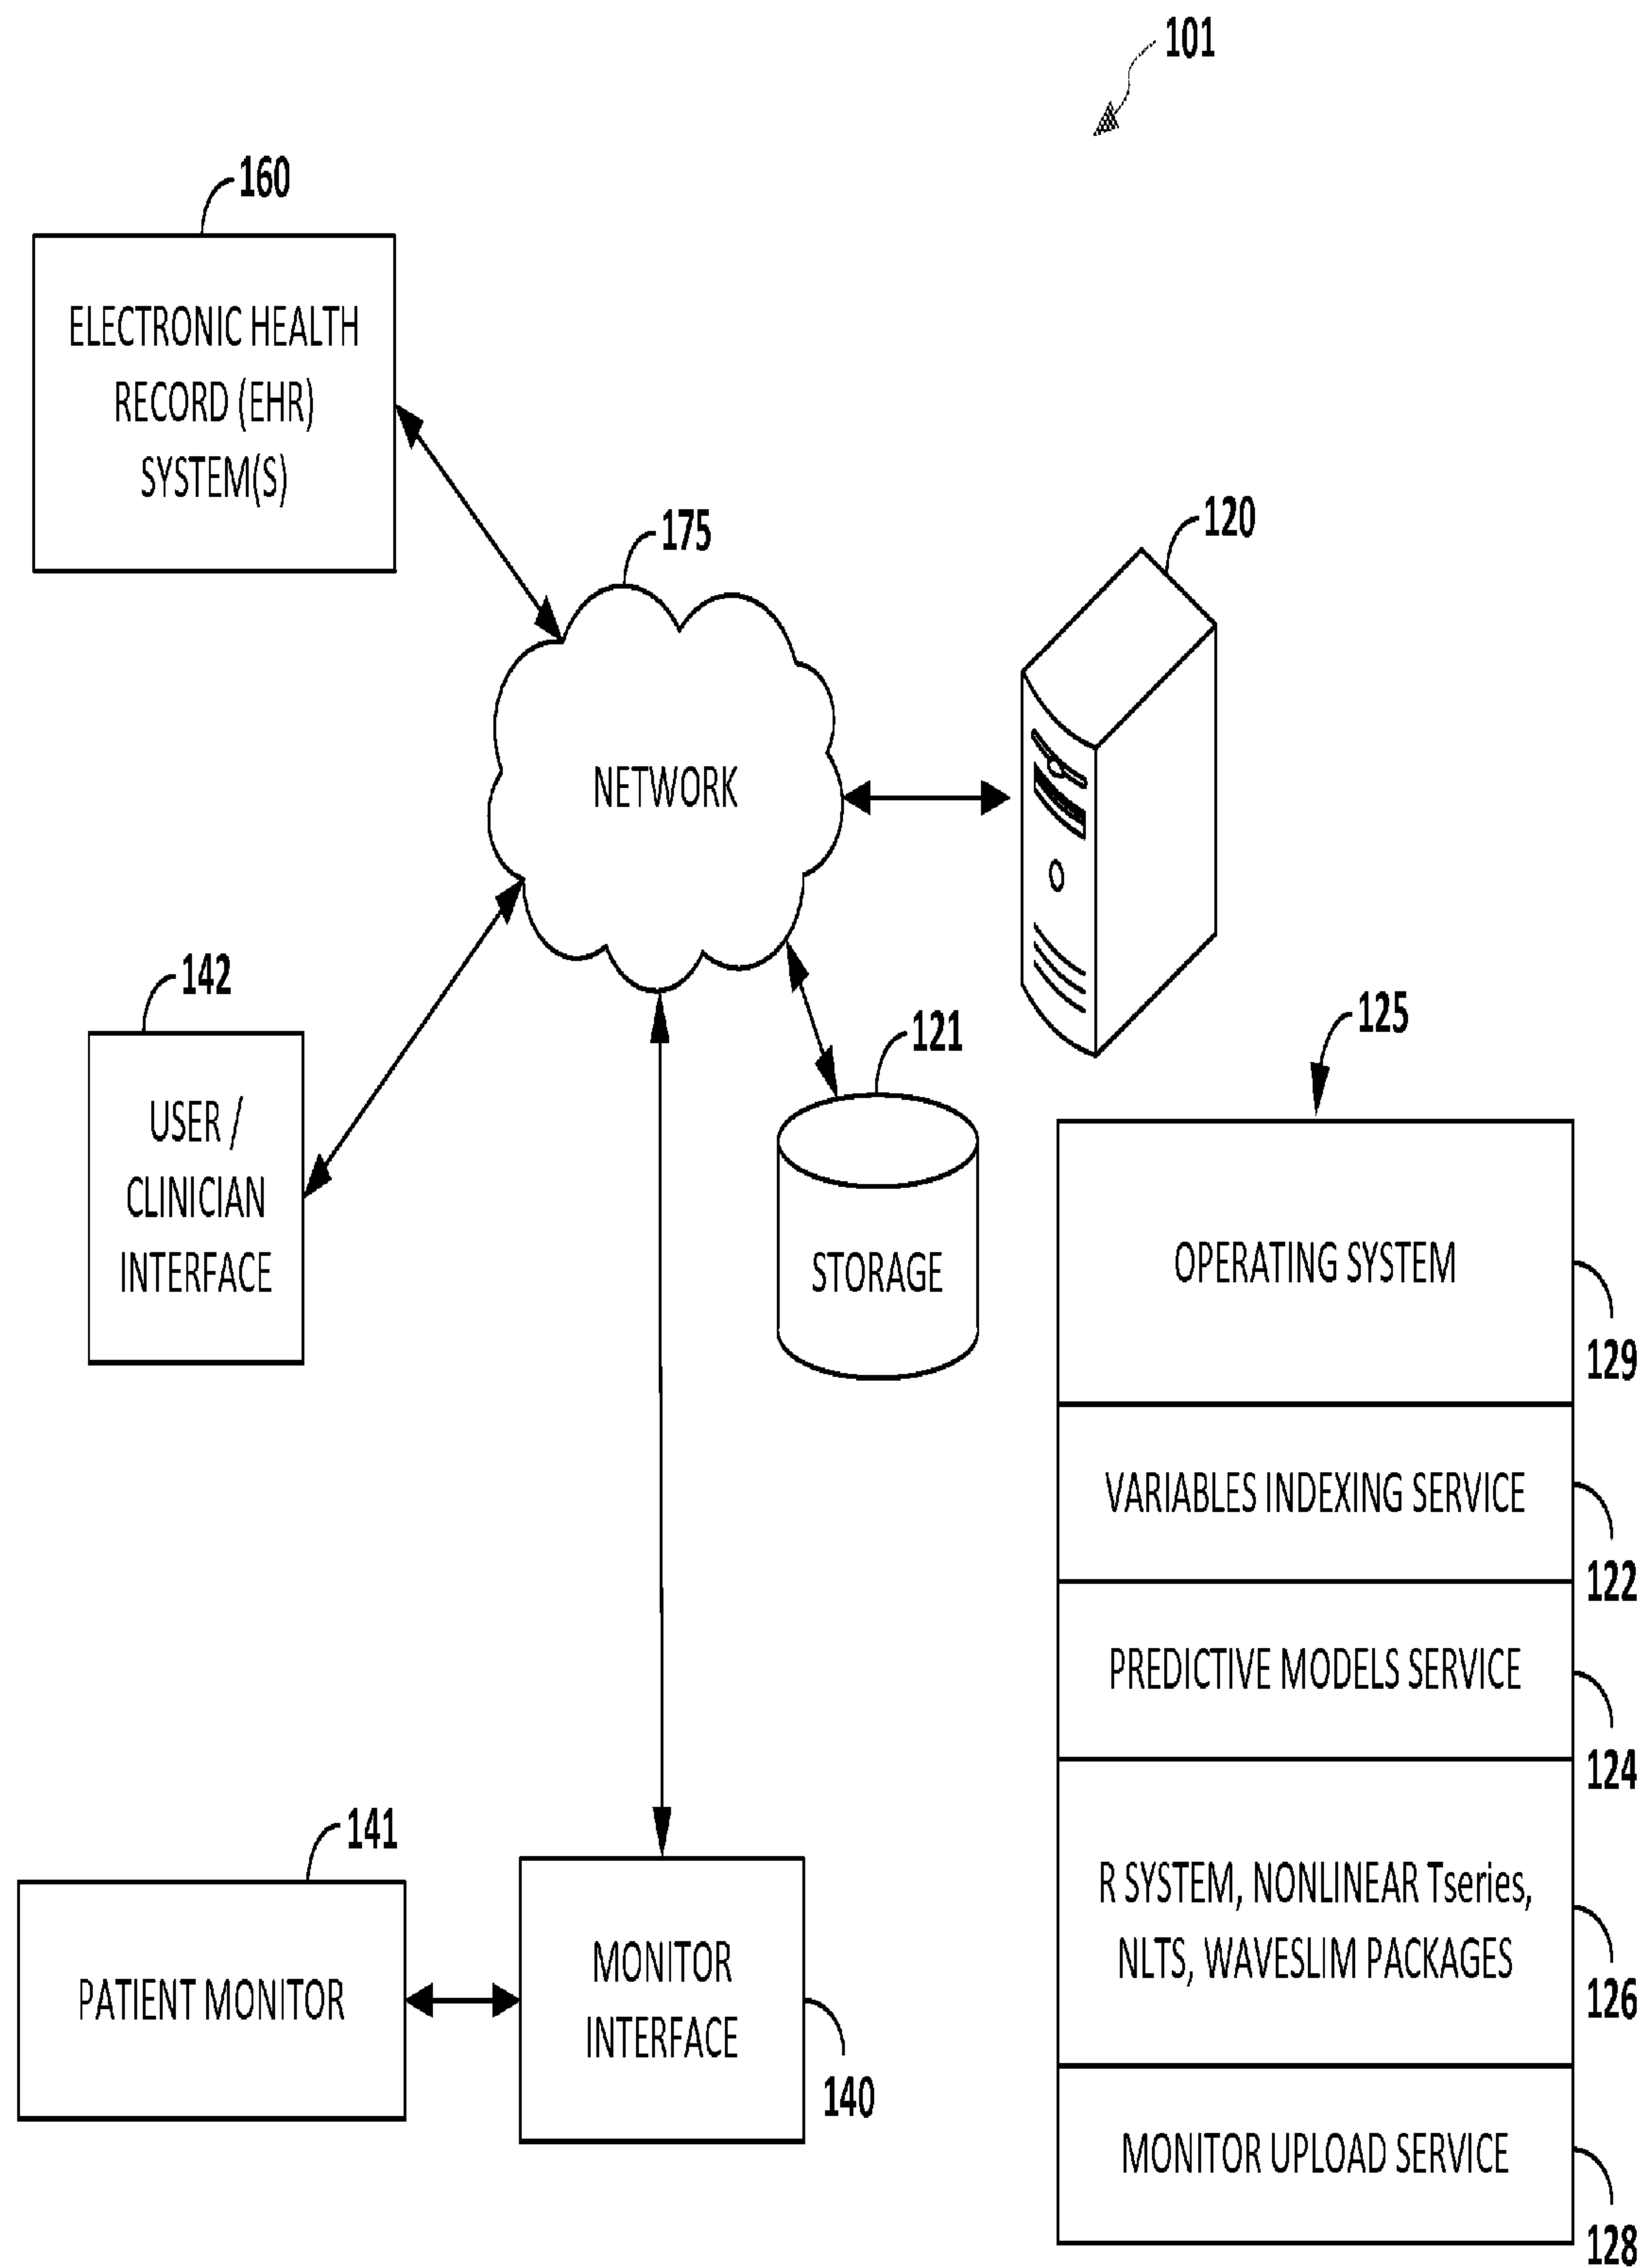 101
160
ELECTRONIC HEALTH
RECORD (EHR)
SYSTEM(S)
175
120
NETWORK
142
USER /
CLINICIAN
INTERFACE
121
STORAGE
125
OPERATING SYSTEM
129
VARIABLES INDEXING SERVICE
122
PREDICTIVE MODELS SERVICE
124
R SYSTEM, NONLINEAR Tseries,
NLTS, WAVESLIM PACKAGES
126
MONITOR UPLOAD SERVICE
128
141
PATIENT MONITOR
MONITOR
INTERFACE
140